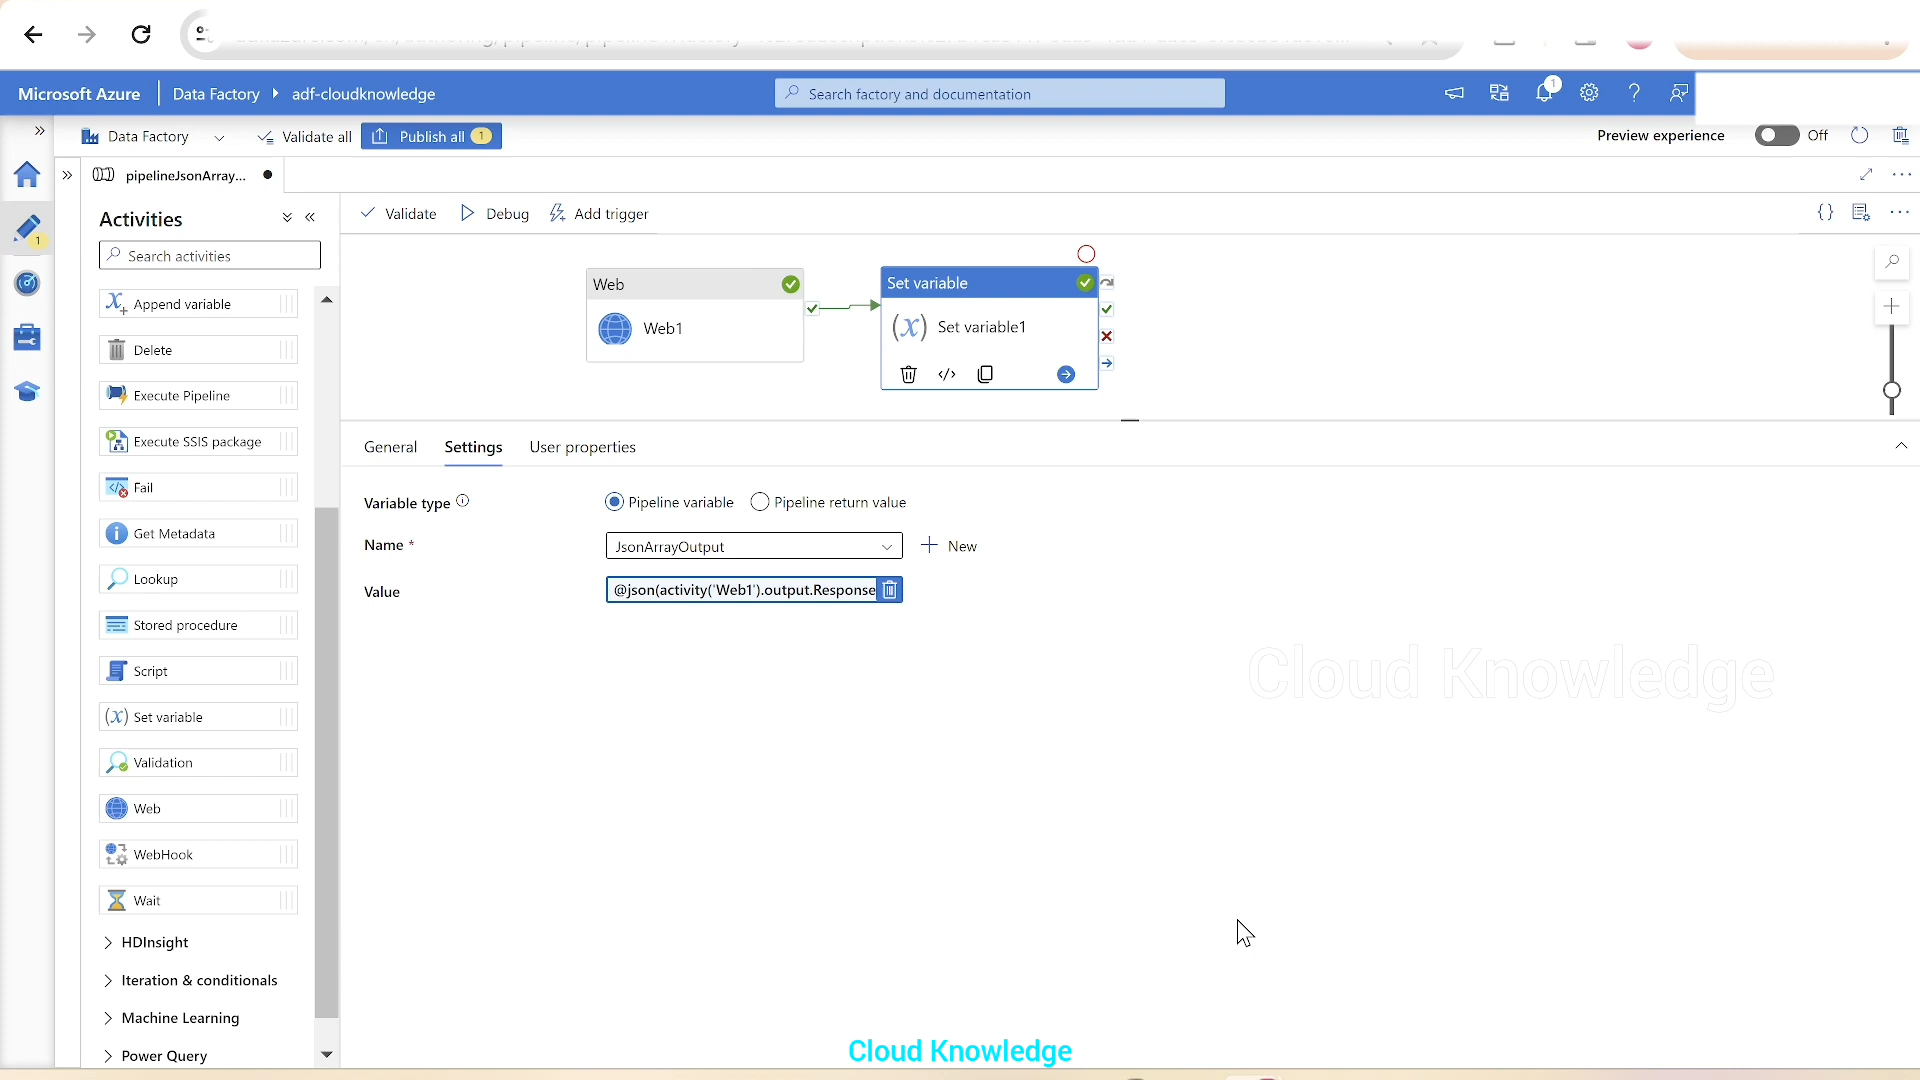 Microsoft Azure
Data Factory
adf-cloudknowledge
Search factory and documentation
1
Data Factory
Validate all
Publish all
1
Preview experience
Off
pipelineJsonArray...
Activities
Validate
Debug
Add trigger
1
Search activities
Append variable
Delete
Execute Pipeline
Execute SSIS package
Fail
Get Metadata
Lookup
Stored procedure
Script
Set variable
Validation
Web
WebHook
Wait
HDInsight
Iteration & conditionals
Machine Learning
Power Query
Web
Web1
Set variable
Set variable1
General
Settings
User properties
Variable type
Pipeline variable
Pipeline return value
Name *
JsonArrayOutput
New
Value
@json(activity('Web1').output.Response
Cloud Knowledge
Cloud Knowledge